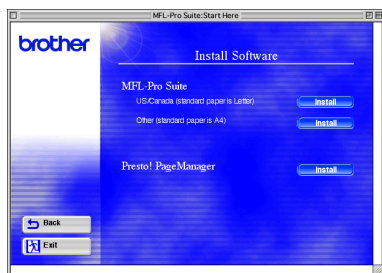 MFL-Pro Suite:Start Here
brother
Install Software
MFL-Pro Suite
US/Canada (standard paper is Letter)
Install
Other (standard paper is A4)
Install
Presto! PageManager
Install
Back
Exit